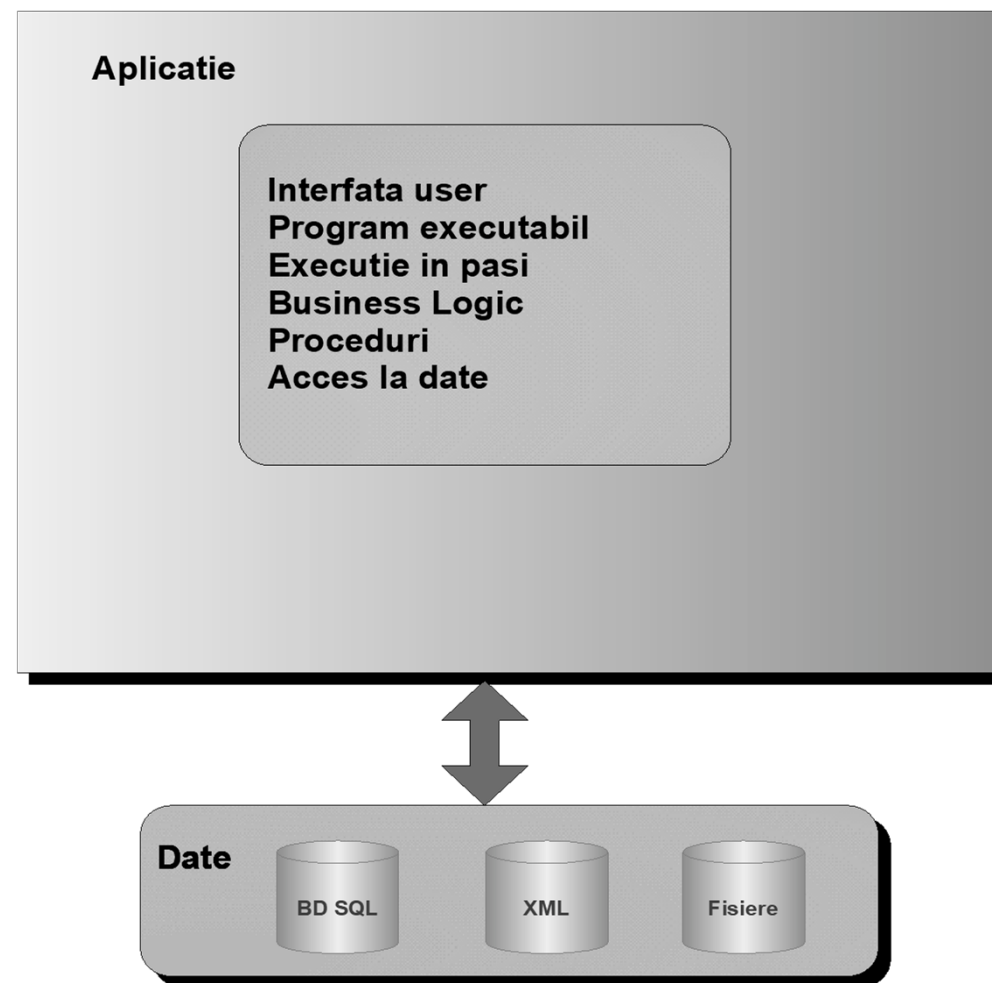 Aplicatie
Interfata user
Program executabil
Executie in pasi
Business Logic
Proceduri
Acces la date
Date
BD SQL
XML
Fisiere